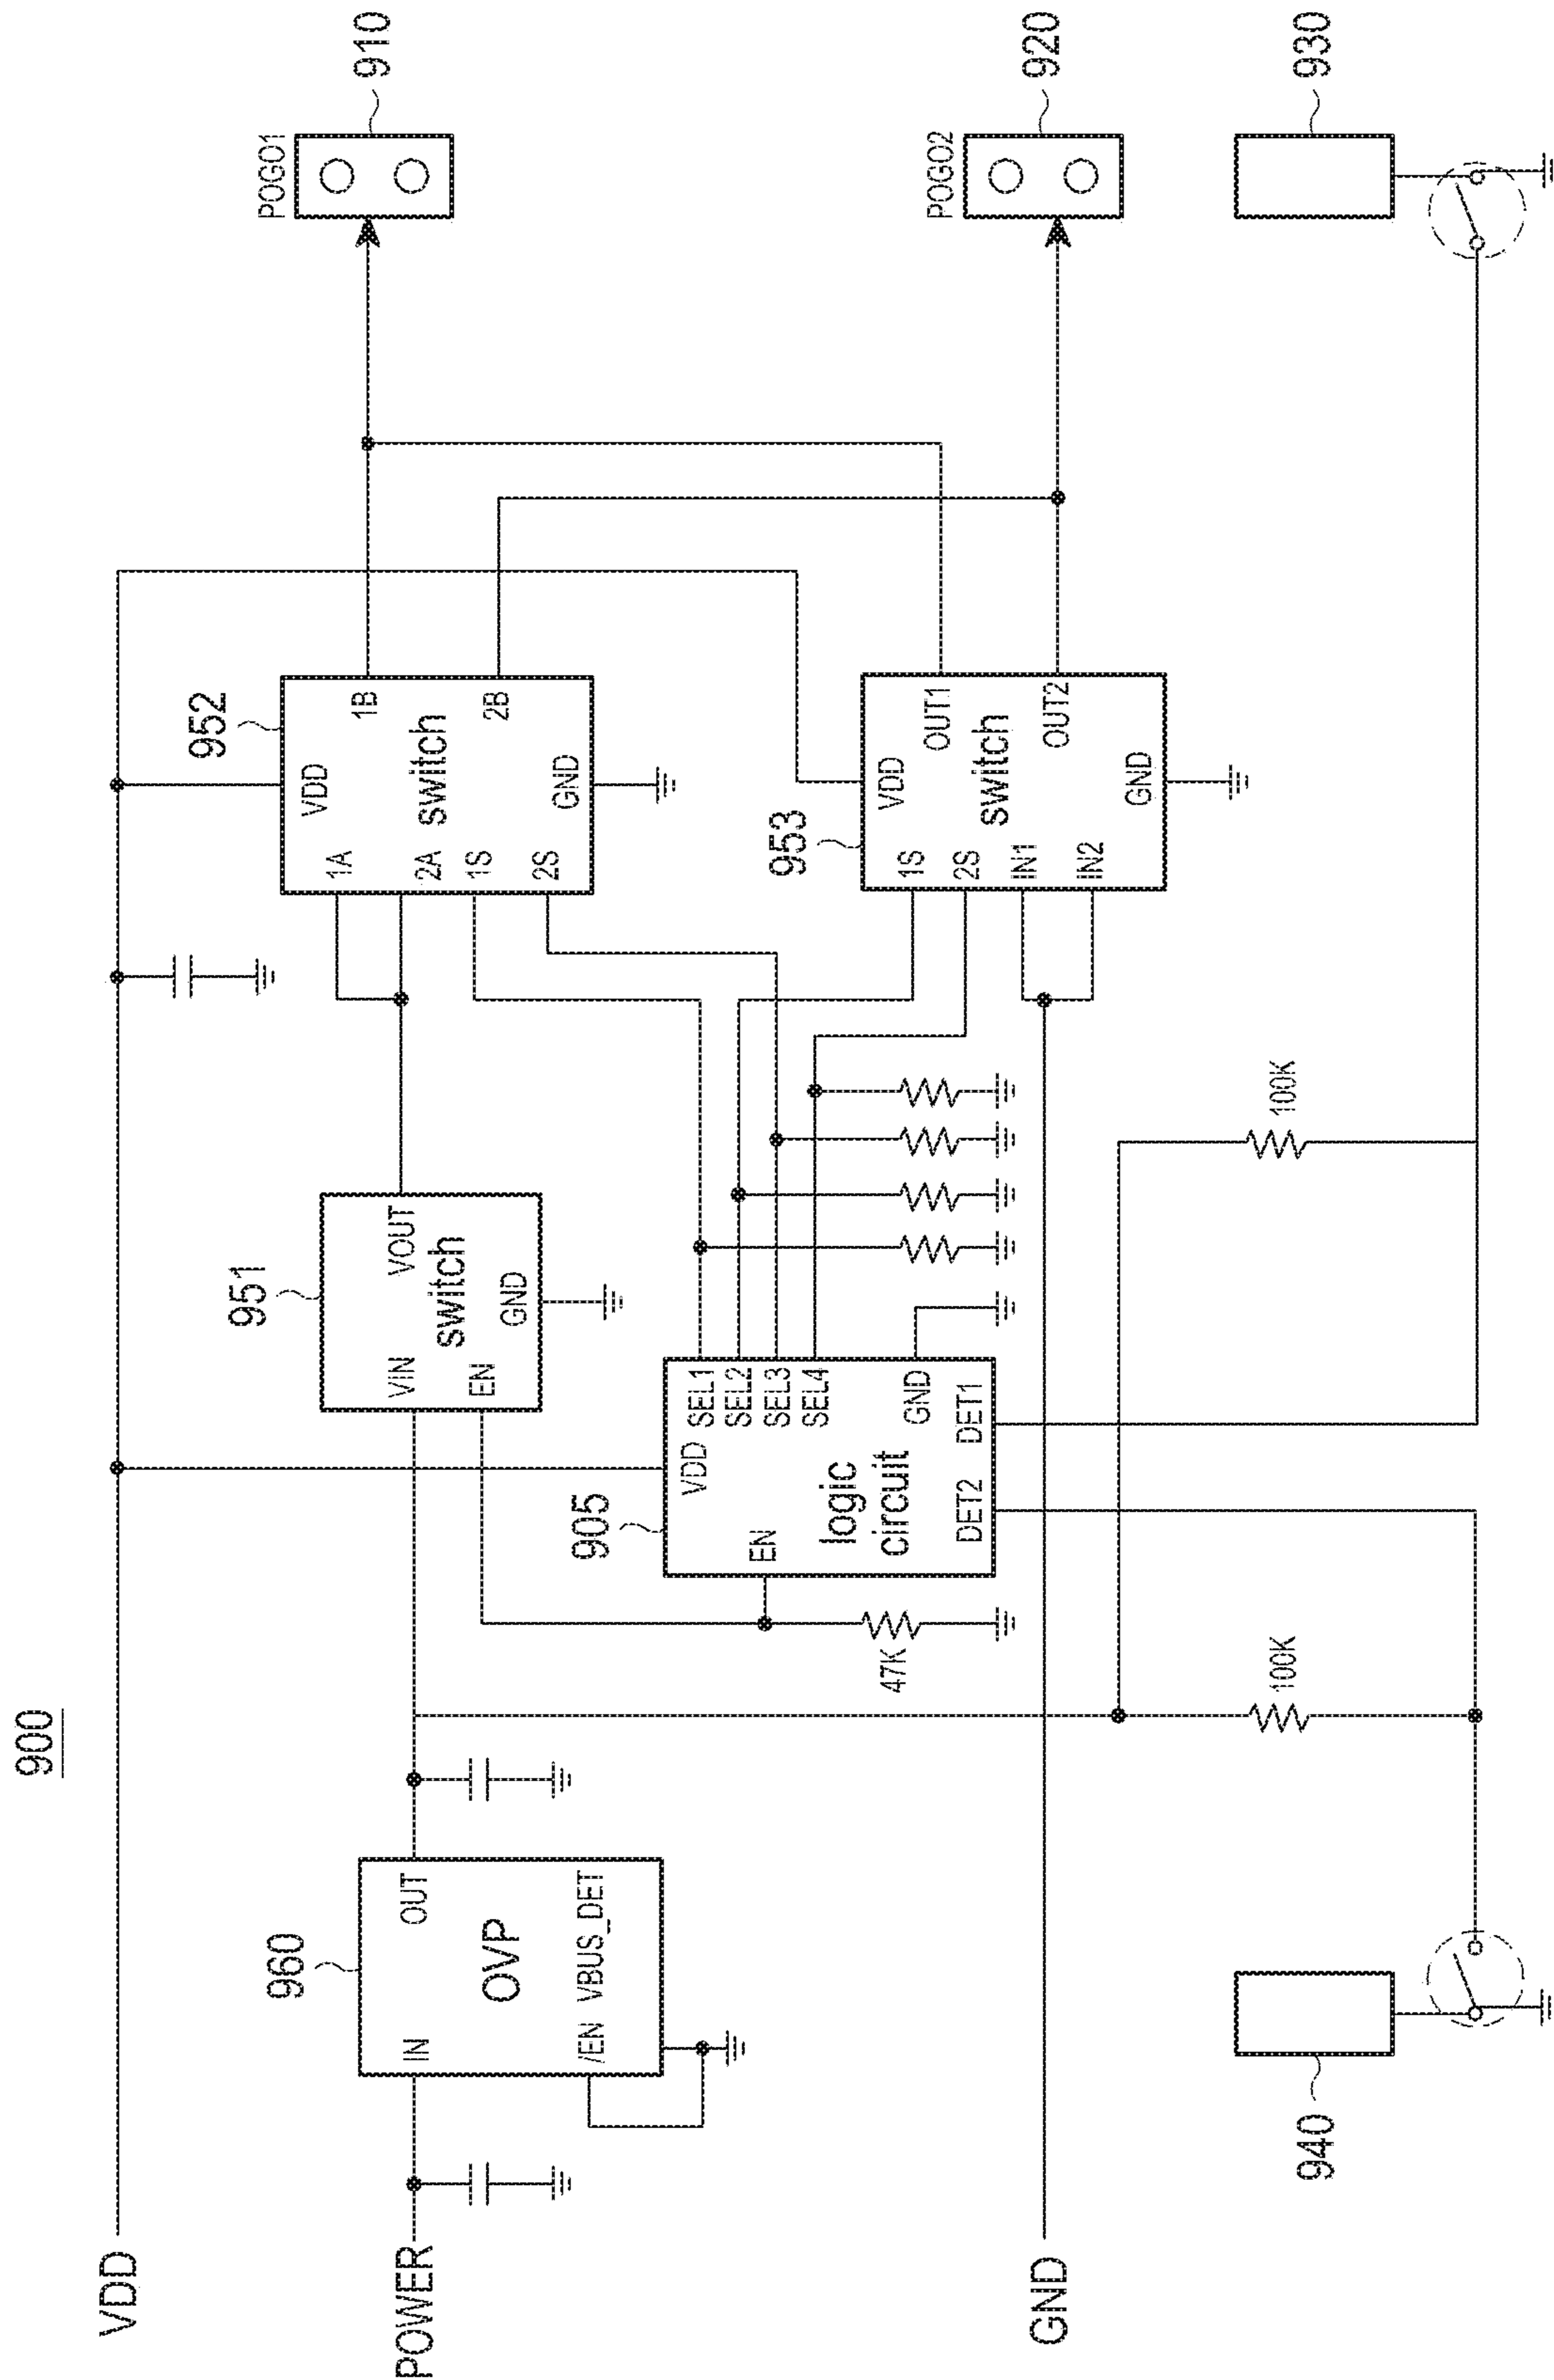 900
VDD
POWER
GND
960
IN
OUT
OVP
/EN
VBUS_DET
951
VIN
VOUT
switch
EN
GND
905
VDD
EN
SEL1
SEL2
SEL3
SEL4
logic
circuit
GND
DET2
DET1
47K
100K
100K
952
VDD
1A
1B
2A
switch
1S
2B
2S
GND
953
VDD
1S
OUT1
2S
switch
IN1
OUT2
IN2
GND
POGO1
910
POGO2
920
930
940